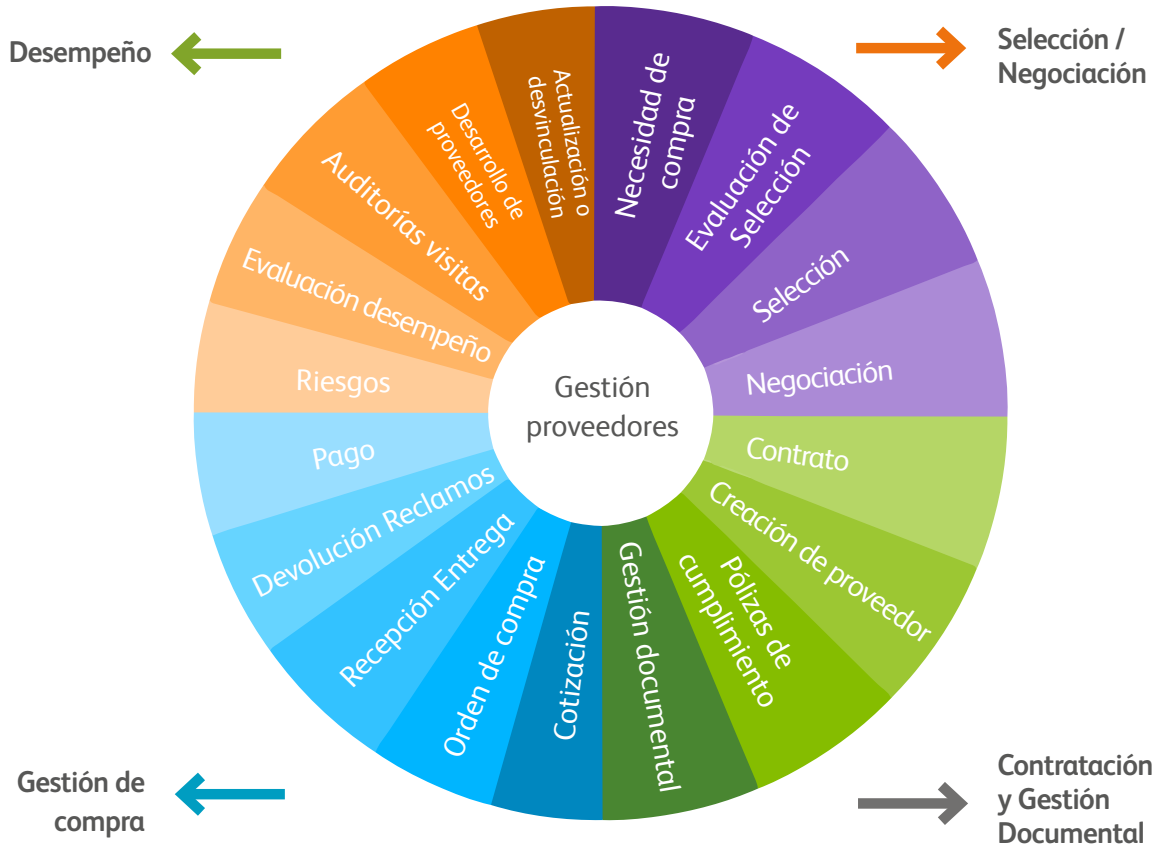 Desempeño
Selección /
Negociación
Necesidad de
compra
Evaluación de
Selección
Selección
Negociación
Contrato
Creación de proveedor
Pólizas de
cumplimiento
Gestión documental
Cotización
Orden de compra
Recepción Entrega
Devolución Reclamos
Pago
Riesgos
Evaluación desempeño
Auditorías visitas
Desarrollo de
proveedores
Actualización o
desvinculación
Gestión
proveedores
Gestión de
compra
Contratación
y Gestión
Documental